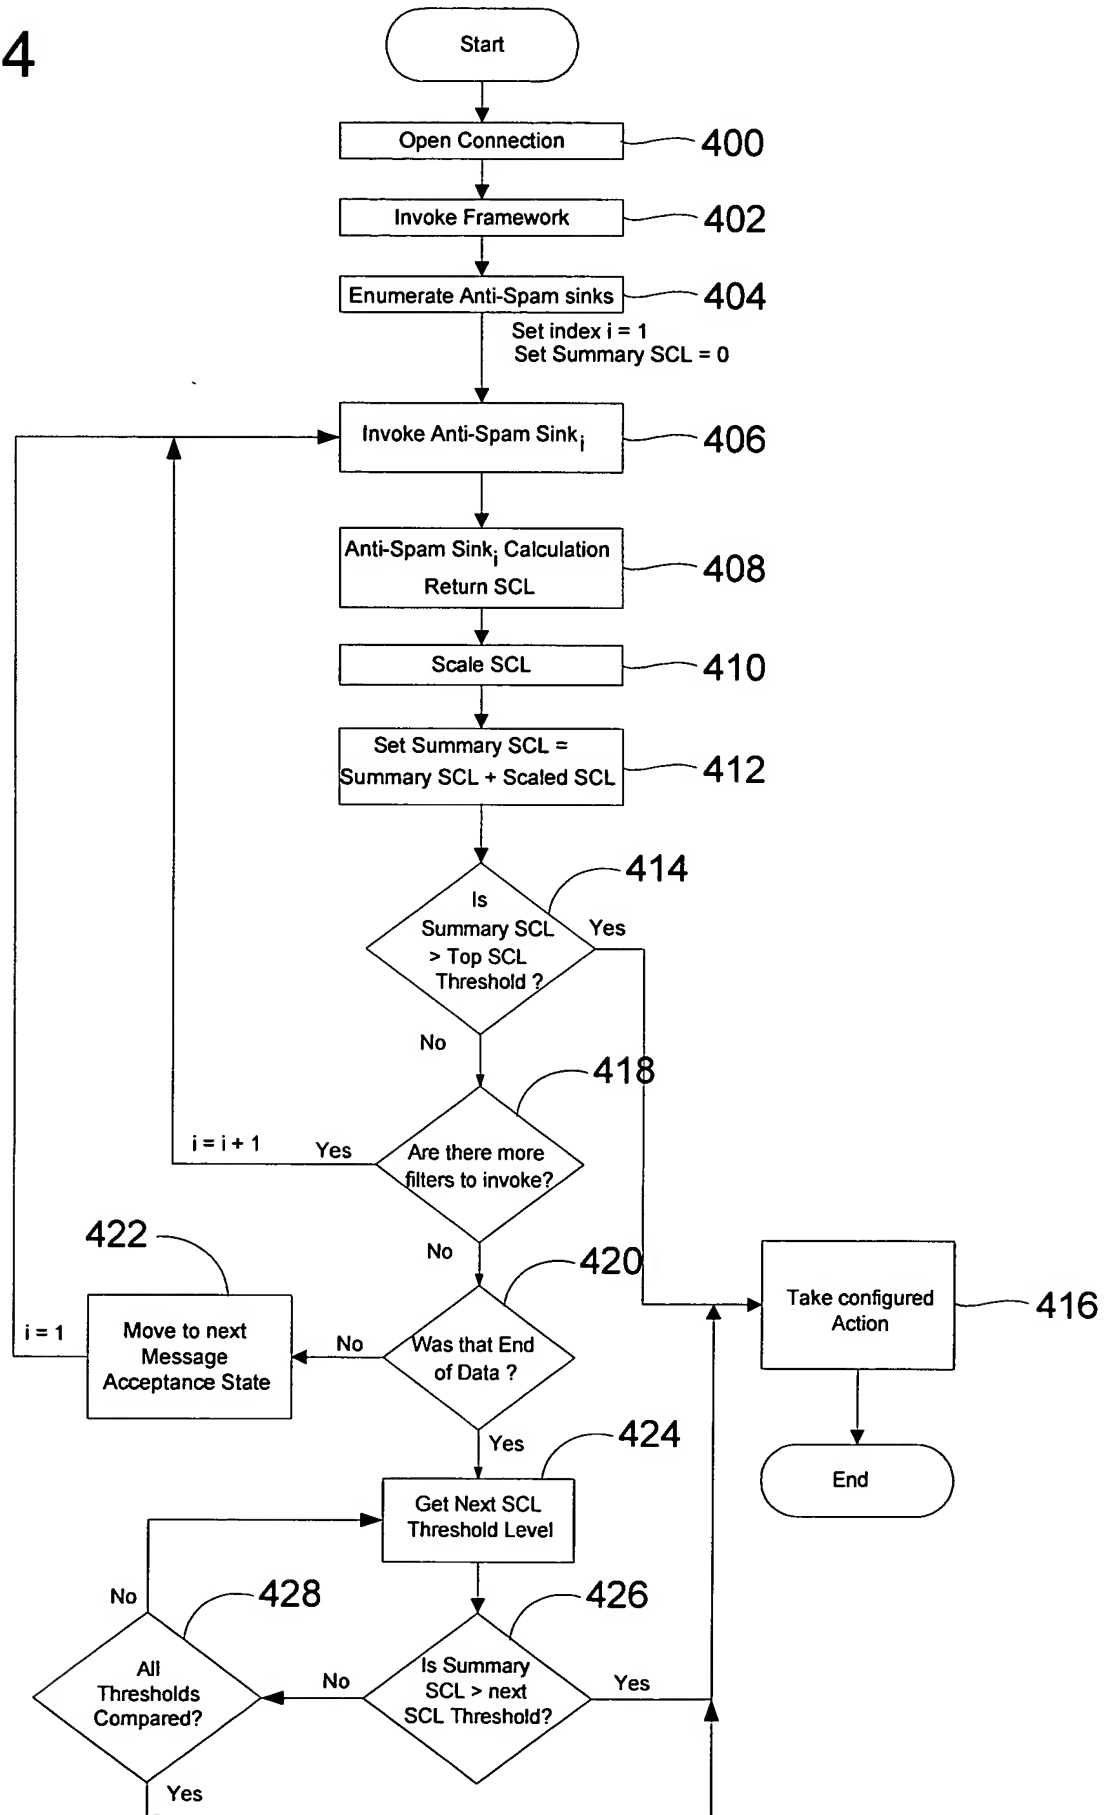 4
Start
Open Connection
400
Invoke Framework
402
Enumerate Anti-Spam sinks
404
Set index i = 1
Set Summary SCL = 0
Invoke Anti-Spam Sinki
406
Anti-Spam Sinki Calculation
Return SCL
408
Scale SCL
410
Set Summary SCL =
Summary SCL + Scaled SCL
412
414
Is
Summary SCL
> Top SCL
Threshold ?
Yes
No
418
Are there more
filters to invoke?
Yes
i = i + 1
No
420
422
Was that End
of Data ?
No
Move to next
Message
Acceptance State
i = 1
Take configured
Action
416
End
Yes
424
Get Next SCL
Threshold Level
426
Is Summary
SCL > next
SCL Threshold?
Yes
No
428
All
Thresholds
Compared?
No
Yes